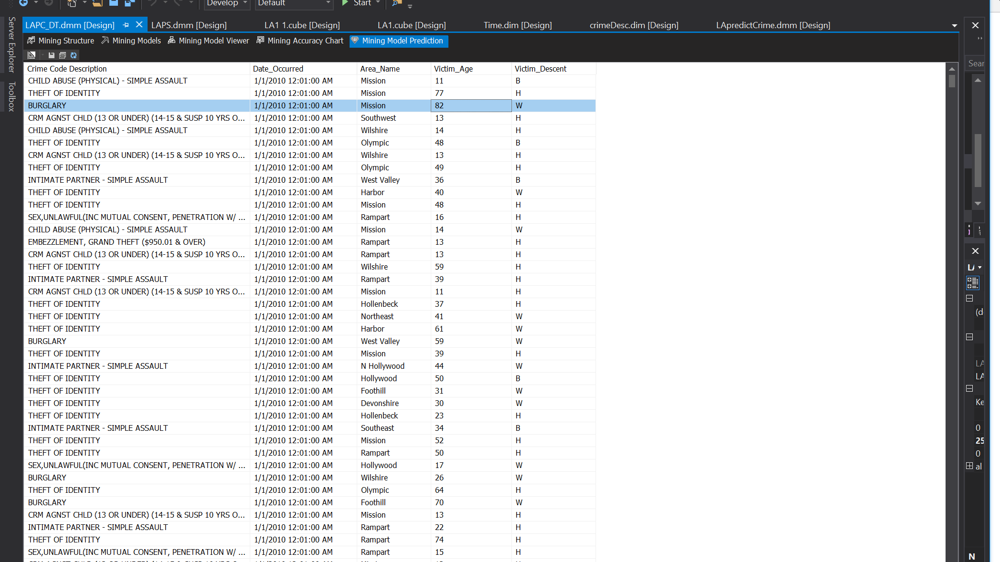 Develop Default Start
Server Explorer
Toolbox
LAPC_DT.dmm [Design] LAPS.dmm [Design] LA1 1.cube [Design] LA1.cube [Design] Time.dim [Design] crimeDesc.dim [Design] LApredictCrime.dmm [Design]
Mining Structure Mining Models Mining Model Viewer Mining Accuracy Chart Mining Model Prediction
Crime Code Description Date_Occurred Area_Name Victim_Age Victim_Descent
CHILD ABUSE (PHYSICAL) - SIMPLE ASSAULT 1/1/2010 12:01:00 AM Mission 11 B
THEFT OF IDENTITY 1/1/2010 12:01:00 AM Mission 77 H
BURGLARY 1/1/2010 12:01:00 AM Mission 82 W
CRM AGNST CHLD (13 OR UNDER) (14-15 & SUSP 10 YRS O... 1/1/2010 12:01:00 AM Southwest 13 H
CHILD ABUSE (PHYSICAL) - SIMPLE ASSAULT 1/1/2010 12:01:00 AM Wilshire 14 H
THEFT OF IDENTITY 1/1/2010 12:01:00 AM Olympic 48 B
CRM AGNST CHLD (13 OR UNDER) (14-15 & SUSP 10 YRS O... 1/1/2010 12:01:00 AM Wilshire 13 H
THEFT OF IDENTITY 1/1/2010 12:01:00 AM Olympic 49 H
INTIMATE PARTNER - SIMPLE ASSAULT 1/1/2010 12:01:00 AM West Valley 36 B
THEFT OF IDENTITY 1/1/2010 12:01:00 AM Harbor 40 W
THEFT OF IDENTITY 1/1/2010 12:01:00 AM Mission 48 H
SEX,UNLAWFUL(INC MUTUAL CONSENT, PENETRATION W/ ... 1/1/2010 12:01:00 AM Rampart 16 H
CHILD ABUSE (PHYSICAL) - SIMPLE ASSAULT 1/1/2010 12:01:00 AM Mission 14 W
EMBEZZLEMENT, GRAND THEFT ($950.01 & OVER) 1/1/2010 12:01:00 AM Rampart 13 H
CRM AGNST CHLD (13 OR UNDER) (14-15 & SUSP 10 YRS O... 1/1/2010 12:01:00 AM Rampart 13 H
THEFT OF IDENTITY 1/1/2010 12:01:00 AM Wilshire 59 H
INTIMATE PARTNER - SIMPLE ASSAULT 1/1/2010 12:01:00 AM Rampart 39 H
CRM AGNST CHLD (13 OR UNDER) (14-15 & SUSP 10 YRS O... 1/1/2010 12:01:00 AM Mission 11 H
THEFT OF IDENTITY 1/1/2010 12:01:00 AM Hollenbeck 37 H
THEFT OF IDENTITY 1/1/2010 12:01:00 AM Northeast 41 W
THEFT OF IDENTITY 1/1/2010 12:01:00 AM Harbor 61 W
BURGLARY 1/1/2010 12:01:00 AM West Valley 59 W
THEFT OF IDENTITY 1/1/2010 12:01:00 AM Mission 39 H
INTIMATE PARTNER - SIMPLE ASSAULT 1/1/2010 12:01:00 AM N Hollywood 44 W
THEFT OF IDENTITY 1/1/2010 12:01:00 AM Hollywood 50 B
THEFT OF IDENTITY 1/1/2010 12:01:00 AM Foothill 31 W
THEFT OF IDENTITY 1/1/2010 12:01:00 AM Devonshire 30 W
THEFT OF IDENTITY 1/1/2010 12:01:00 AM Hollenbeck 23 H
INTIMATE PARTNER - SIMPLE ASSAULT 1/1/2010 12:01:00 AM Southeast 34 B
THEFT OF IDENTITY 1/1/2010 12:01:00 AM Mission 52 H
THEFT OF IDENTITY 1/1/2010 12:01:00 AM Rampart 50 H
SEX,UNLAWFUL(INC MUTUAL CONSENT, PENETRATION W/ ... 1/1/2010 12:01:00 AM Hollywood 17 W
BURGLARY 1/1/2010 12:01:00 AM Wilshire 26 W
THEFT OF IDENTITY 1/1/2010 12:01:00 AM Olympic 64 H
BURGLARY 1/1/2010 12:01:00 AM Foothill 70 W
CRM AGNST CHLD (13 OR UNDER) (14-15 & SUSP 10 YRS O... 1/1/2010 12:01:00 AM Mission 13 H
INTIMATE PARTNER - SIMPLE ASSAULT 1/1/2010 12:01:00 AM Rampart 22 H
THEFT OF IDENTITY 1/1/2010 12:01:00 AM Rampart 74 H
SEX,UNLAWFUL(INC MUTUAL CONSENT, PENETRATION W/ ... 1/1/2010 12:01:00 AM Rampart 15 H
Sear
LA
(d
LA
LA
Ke
0
25
0
al
N